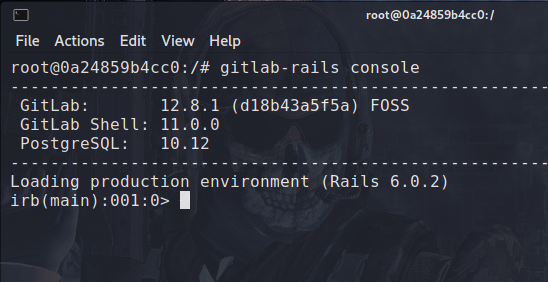 root@0a24859b4cc0:/
File Actions Edit View Help
root@0a24859b4cc0:/# gitlab-rails console
--------------------------------------------------------
GitLab: 12.8.1 (d18b43a5f5a) FOSS
GitLab Shell: 11.0.0
PostgreSQL: 10.12
--------------------------------------------------------
Loading production environment (Rails 6.0.2)
irb(main):001:0>